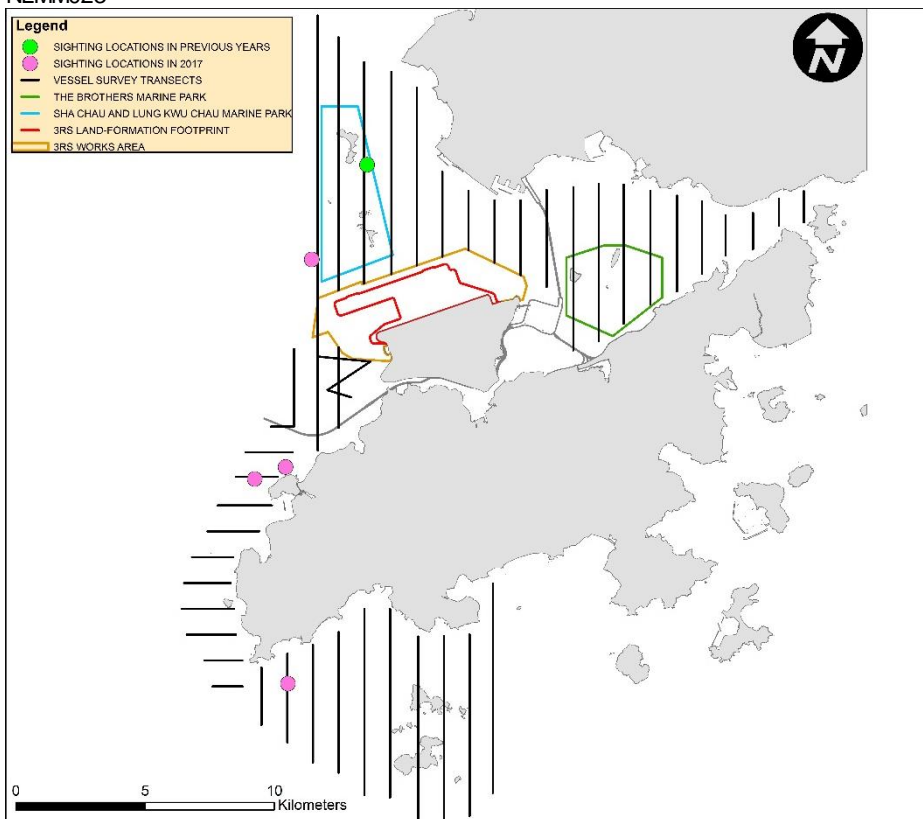 Legend
SIGHTING LOCATIONS IN PREVIOUS YEARS
SIGHTING LOCATIONS IN 2017
VESSEL SURVEY TRANSECTS
THE BROTHERS MARINE PARK
SHA CHAU AND LUNG KWU CHAU MARINE PARK
3RS LAND-FORMATION FOOTPRINT
3RS WORKS AREA
N
0 5 10
Kilometers